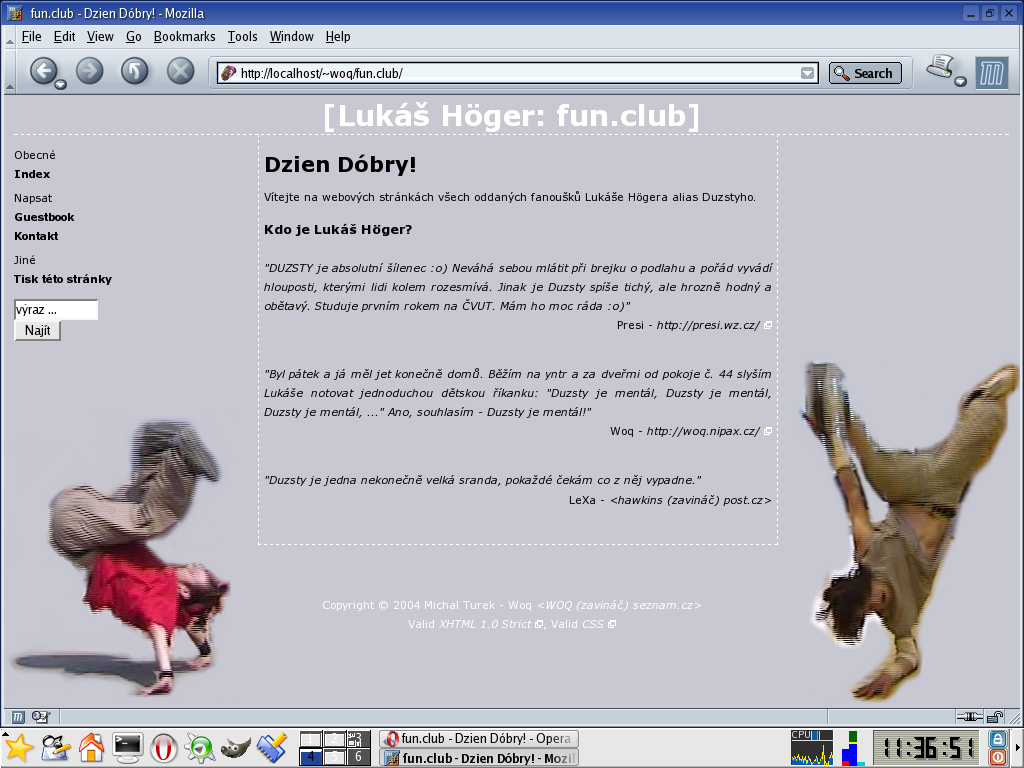 fun.club - Dzien Dóbry! - Mozilla
File Edit View Go Bookmarks Tools Window Help
http://localhost/~woq/fun.club/
Search
[Lukáš Höger: fun.club]
Obecné
Index
Napsat
Guestbook
Kontakt
Jiné
Tisk této stránky
výraz ...
Najít
Dzien Dóbry!
Vítejte na webových stránkách všech oddaných fanoušků Lukáše Högera alias Duzstyho.
Kdo je Lukáš Höger?
"DUZSTY je absolutní šílenec :o) Neváhá sebou mlátit při brejku o podlahu a pořád vyvádí
hlouposti, kterými lidi kolem rozesmívá. Jinak je Duzsty spíše tichý, ale hrozně hodný a
obětavý. Studuje prvním rokem na ČVUT. Mám ho moc ráda :o)"
Presi - http://presi.wz.cz/
"Byl pátek a já měl jet konečně domů. Běžím na yntr a za dveřmi od pokoje č. 44 slyším
Lukáše notovat jednoduchou dětskou říkanku: "Duzsty je mentál, Duzsty je mentál,
Duzsty je mentál, ..." Ano, souhlasím - Duzsty je mentál!"
Woq - http://woq.nipax.cz/
"Duzsty je jedna nekonečně velká sranda, pokaždé čekám co z něj vypadne."
LeXa - <hawkins (zavináč) post.cz>
Copyright © 2004 Michal Turek - Woq <WOQ (zavináč) seznam.cz>
Valid XHTML 1.0 Strict, Valid CSS
1 2 3
4 5 6
fun.club - Dzien Dóbry! - Opera
fun.club - Dzien Dóbry! - Mozil
CPU
11:36:51